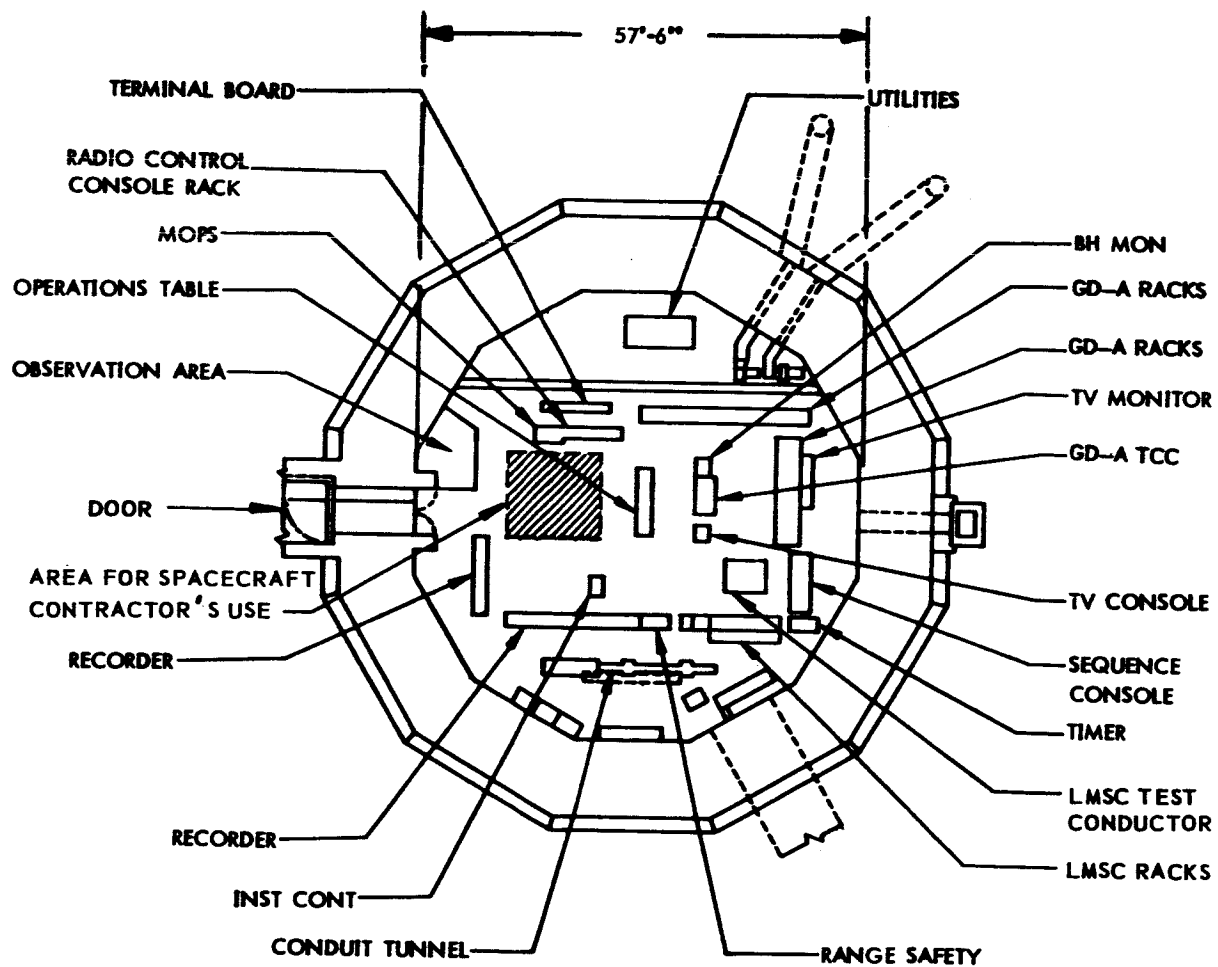 57'-6"
TERMINAL BOARD
UTILITIES
RADIO CONTROL
CONSOLE RACK
MOPS
OPERATIONS TABLE
OBSERVATION AREA
DOOR
AREA FOR SPACECRAFT
CONTRACTOR'S USE
RECORDER
RECORDER
INST CONT
CONDUIT TUNNEL
BH MON
GD-A RACKS
GD-A RACKS
TV MONITOR
GD-A TCC
TV CONSOLE
SEQUENCE
CONSOLE
TIMER
LMSC TEST
CONDUCTOR
LMSC RACKS
RANGE SAFETY